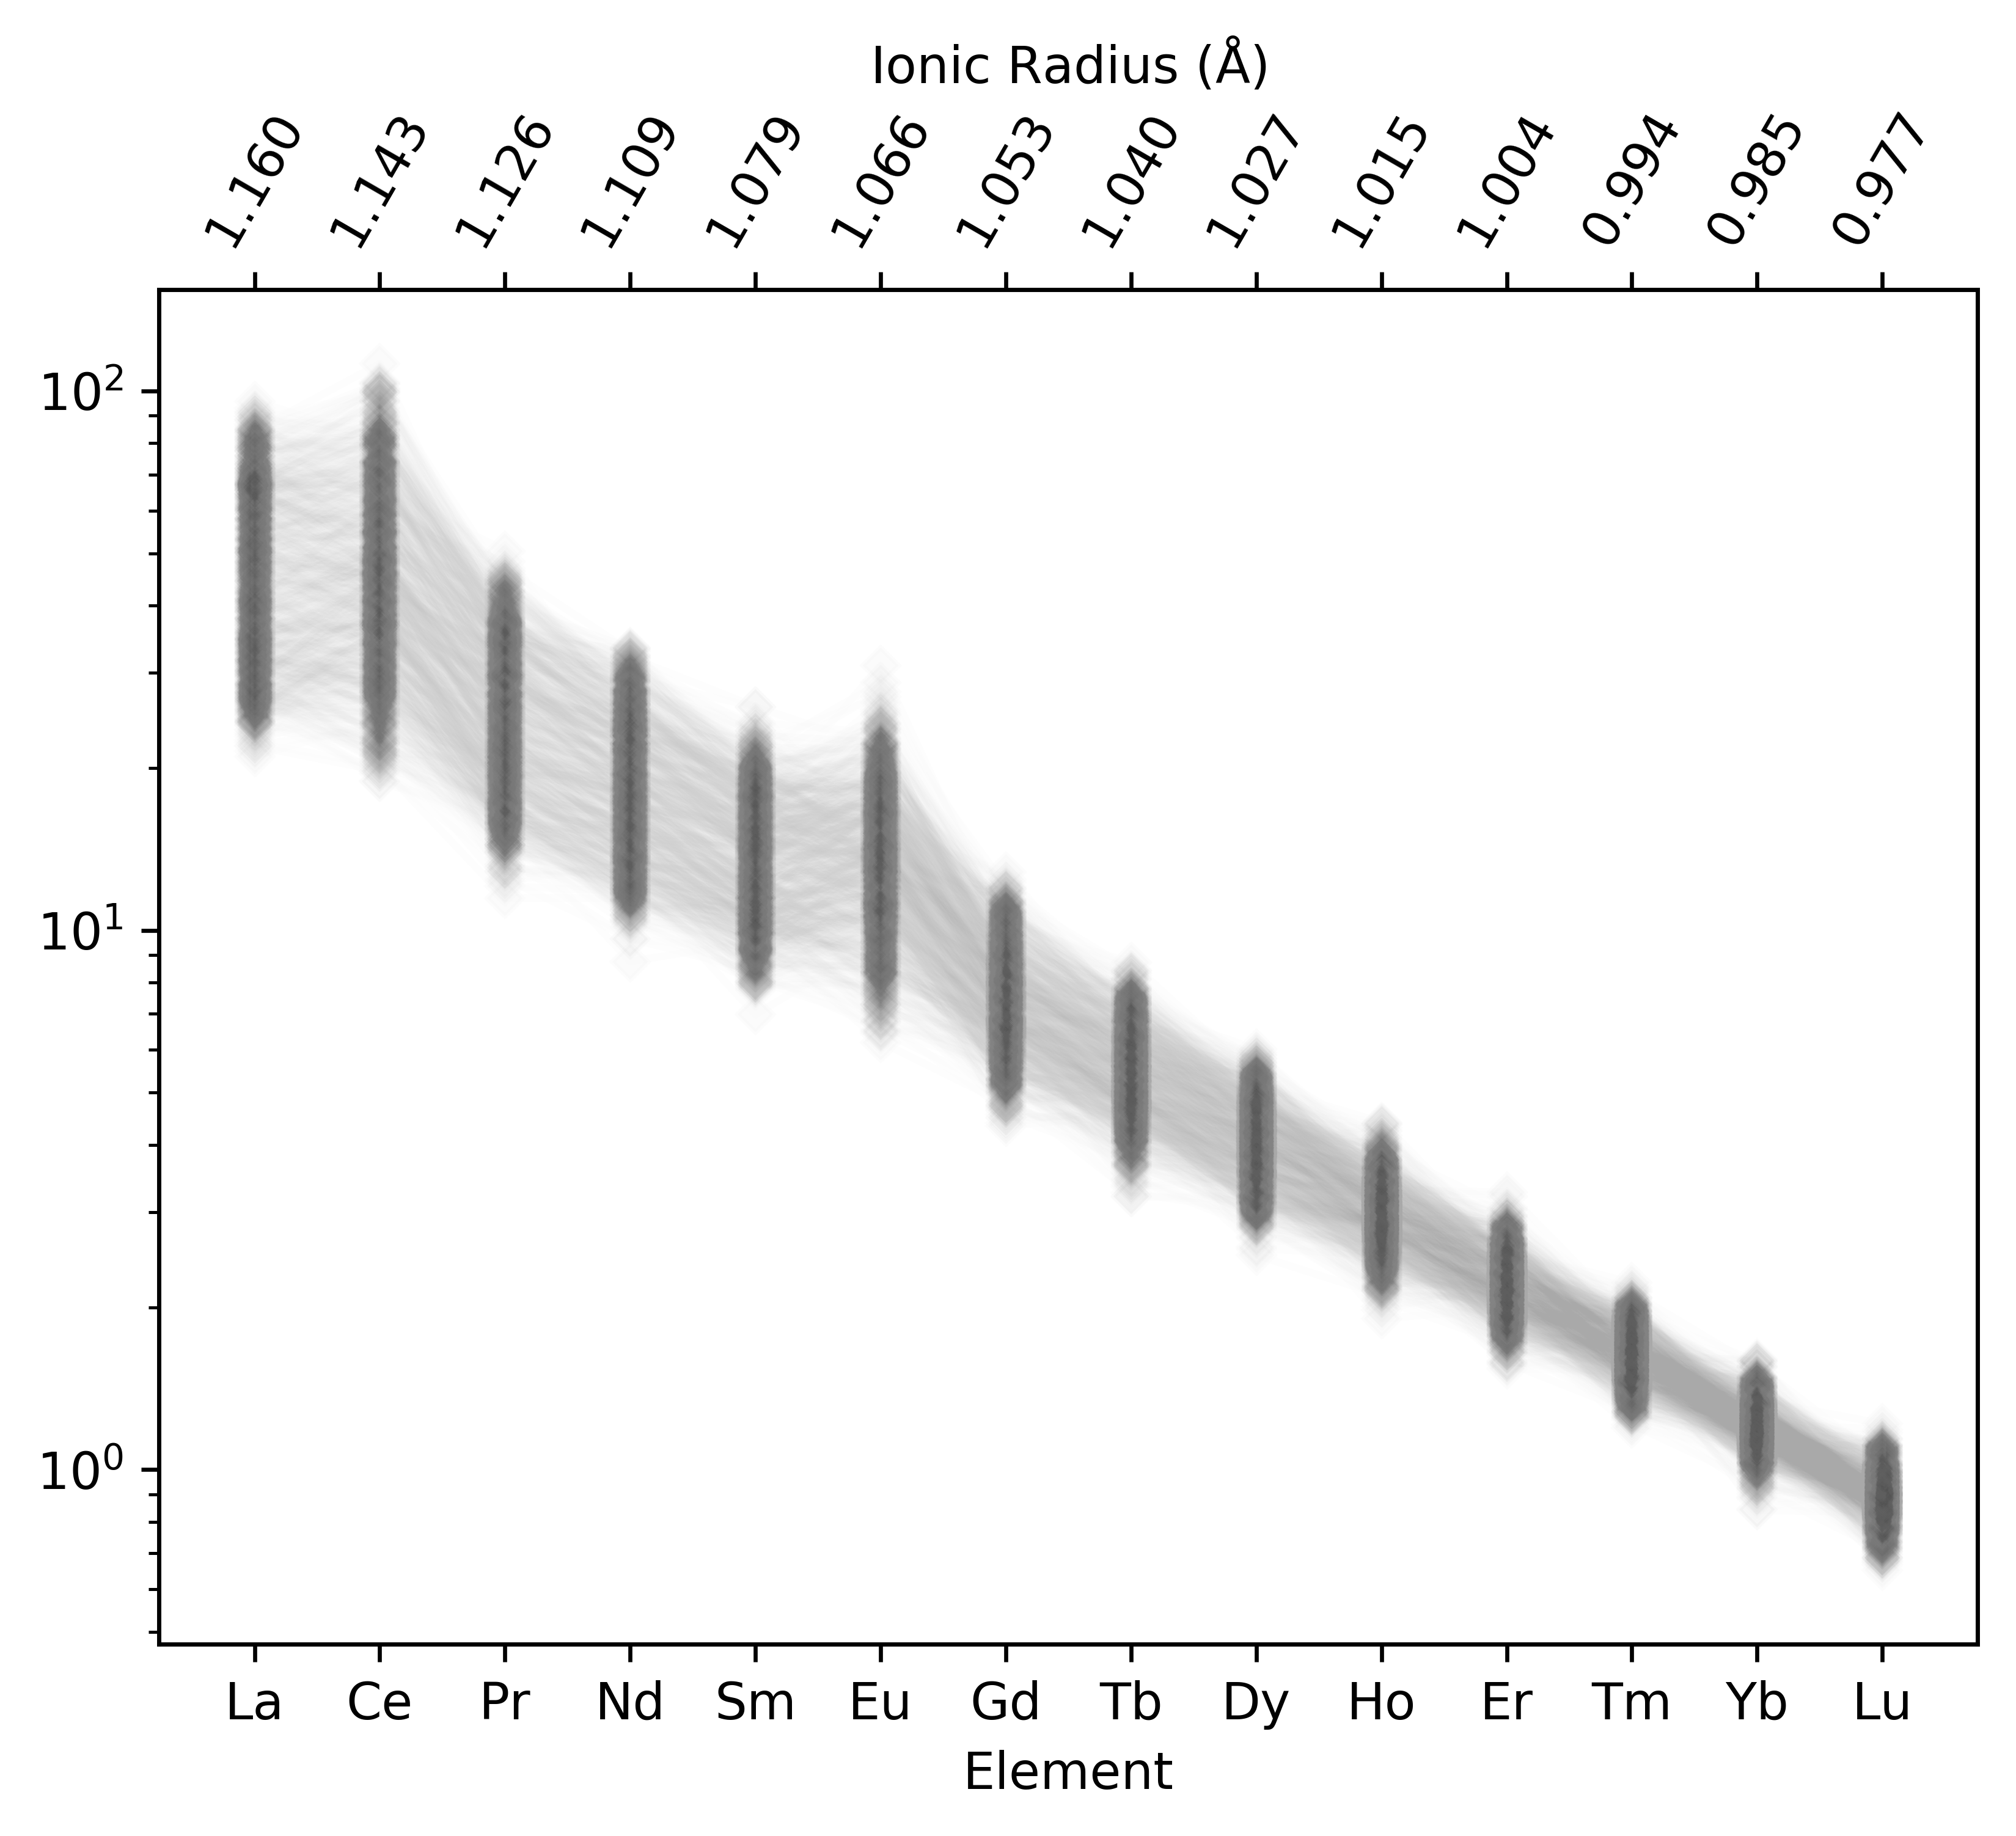 Ionic Radius (Å)
1.160 1.143 1.126 1.109 1.079 1.066 1.053 1.040 1.027 1.015 1.004 0.994 0.985 0.977
10²
10¹
10⁰
La Ce Pr Nd Sm Eu Gd Tb Dy Ho Er Tm Yb Lu
Element